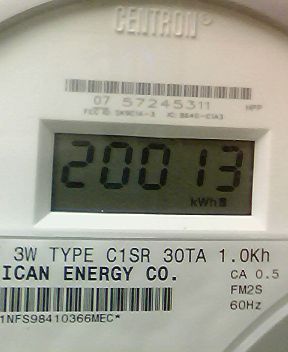 CENTRON®
07 57245311
20013
kWh
3W TYPE C1SR 30TA 1.0Kh
ICAN ENERGY CO.
CA 0.5
FM2S
60Hz
1NFS98410366MEC*